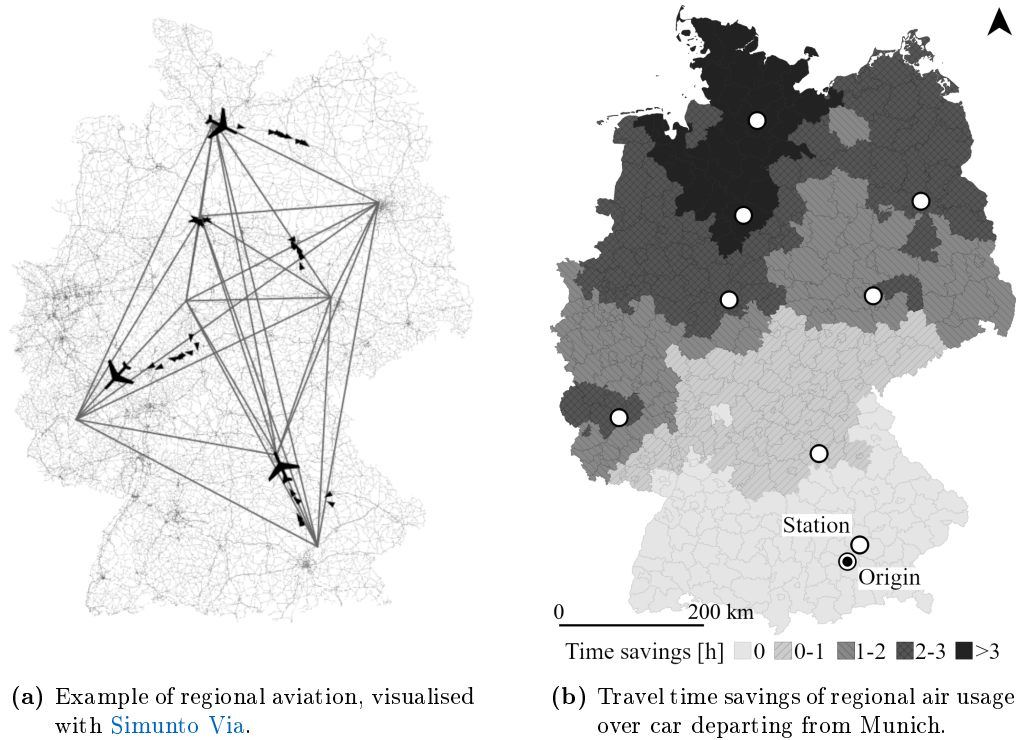 Station
Origin
0 200 km
Time savings [h] 0 0-1 1-2 2-3 >3
(a) Example of regional aviation, visualised
with Simunto Via.
(b) Travel time savings of regional air usage
over car departing from Munich.